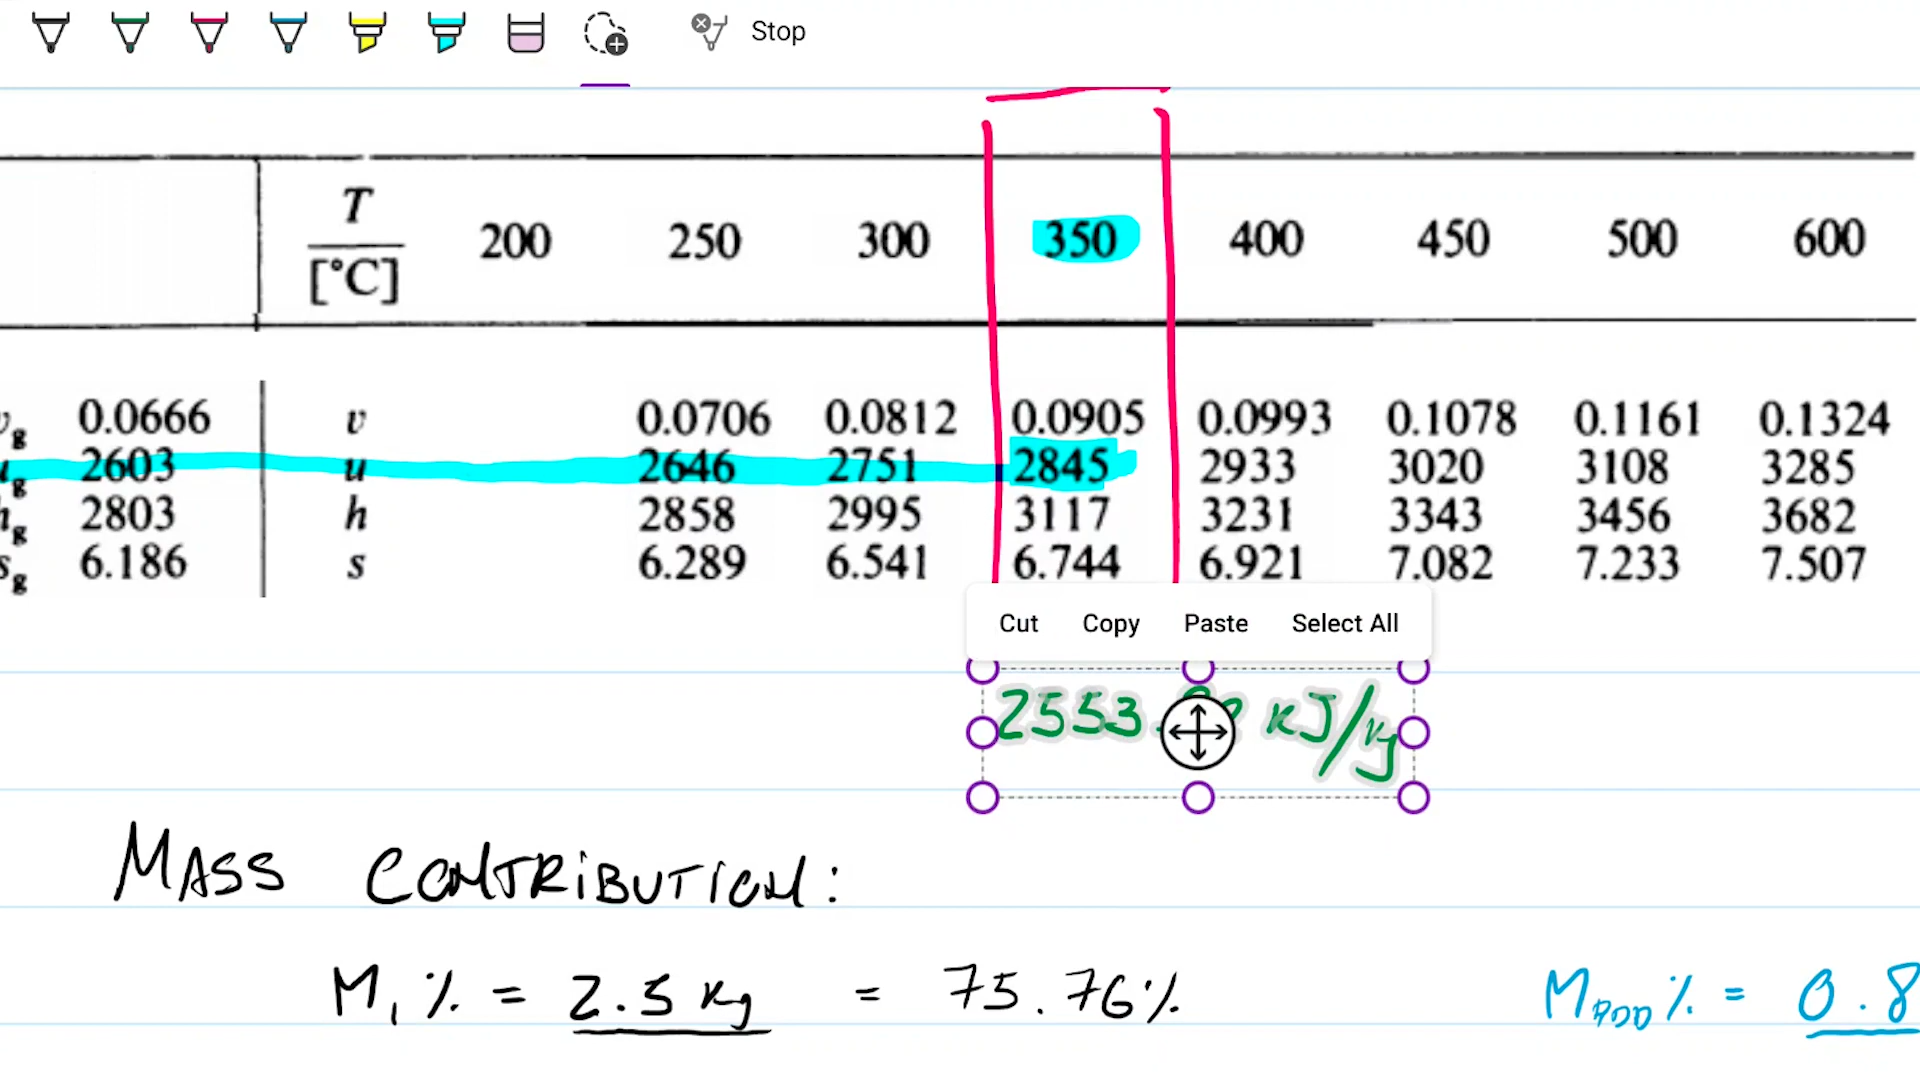 Stop
T
[°C] 200 250 300 350 400 450 500 600
g 0.0666 v 0.0706 0.0812 0.0905 0.0993 0.1078 0.1161 0.1324
g 2603 u 2646 2751 2845 2933 3020 3108 3285
g 2803 h 2858 2995 3117 3231 3343 3456 3682
sg 6.186 s 6.289 6.541 6.744 6.921 7.082 7.233 7.507
Cut Copy Paste Select All
2553. kJ/kg
MASS CONTRIBUTION:
M1 % = 2.5 kg = 75.76% MADD % = 0.8